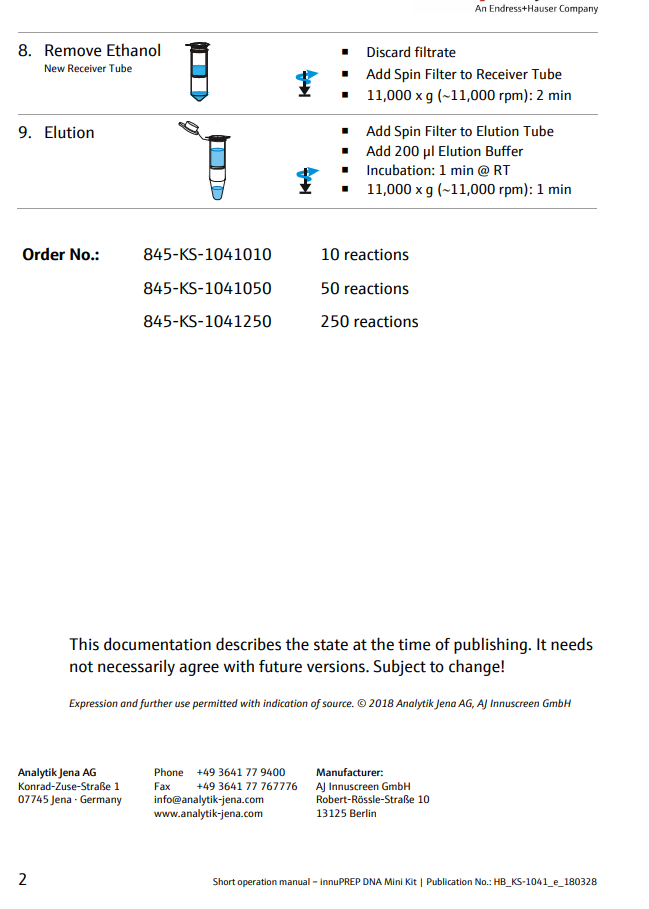 An Endress+Hauser Company
8. Remove Ethanol
New Receiver Tube
■ Discard filtrate
■ Add Spin Filter to Receiver Tube
■ 11,000 x g (~11,000 rpm): 2 min
9. Elution
■ Add Spin Filter to Elution Tube
■ Add 200 µl Elution Buffer
■ Incubation: 1 min @ RT
■ 11,000 x g (~11,000 rpm): 1 min
Order No.: 845-KS-1041010 10 reactions
845-KS-1041050 50 reactions
845-KS-1041250 250 reactions
This documentation describes the state at the time of publishing. It needs
not necessarily agree with future versions. Subject to change!
Expression and further use permitted with indication of source. © 2018 Analytik Jena AG, AJ Innuscreen GmbH
Analytik Jena AG
Konrad-Zuse-Straße 1
07745 Jena · Germany
Phone +49 3641 77 9400
Fax +49 3641 77 767776
info@analytik-jena.com
www.analytik-jena.com
Manufacturer:
AJ Innuscreen GmbH
Robert-Rössle-Straße 10
13125 Berlin
2 Short operation manual – innuPREP DNA Mini Kit | Publication No.: HB_KS-1041_e_180328